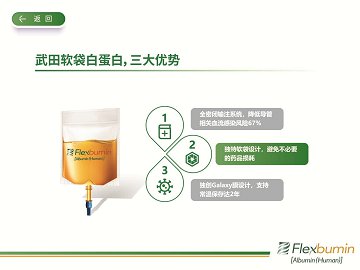 返 回
武田软袋白蛋白，三大优势
Flexbumin
[Albumin(Human)]
1
全密闭输注系统，降低导管
相关血流感染风险67%
2
独特软袋设计，避免不必要
的药品损耗
3
独创Galaxy膜设计，支持
常温保存达2年
Flexbumin
[Albumin(Human)]